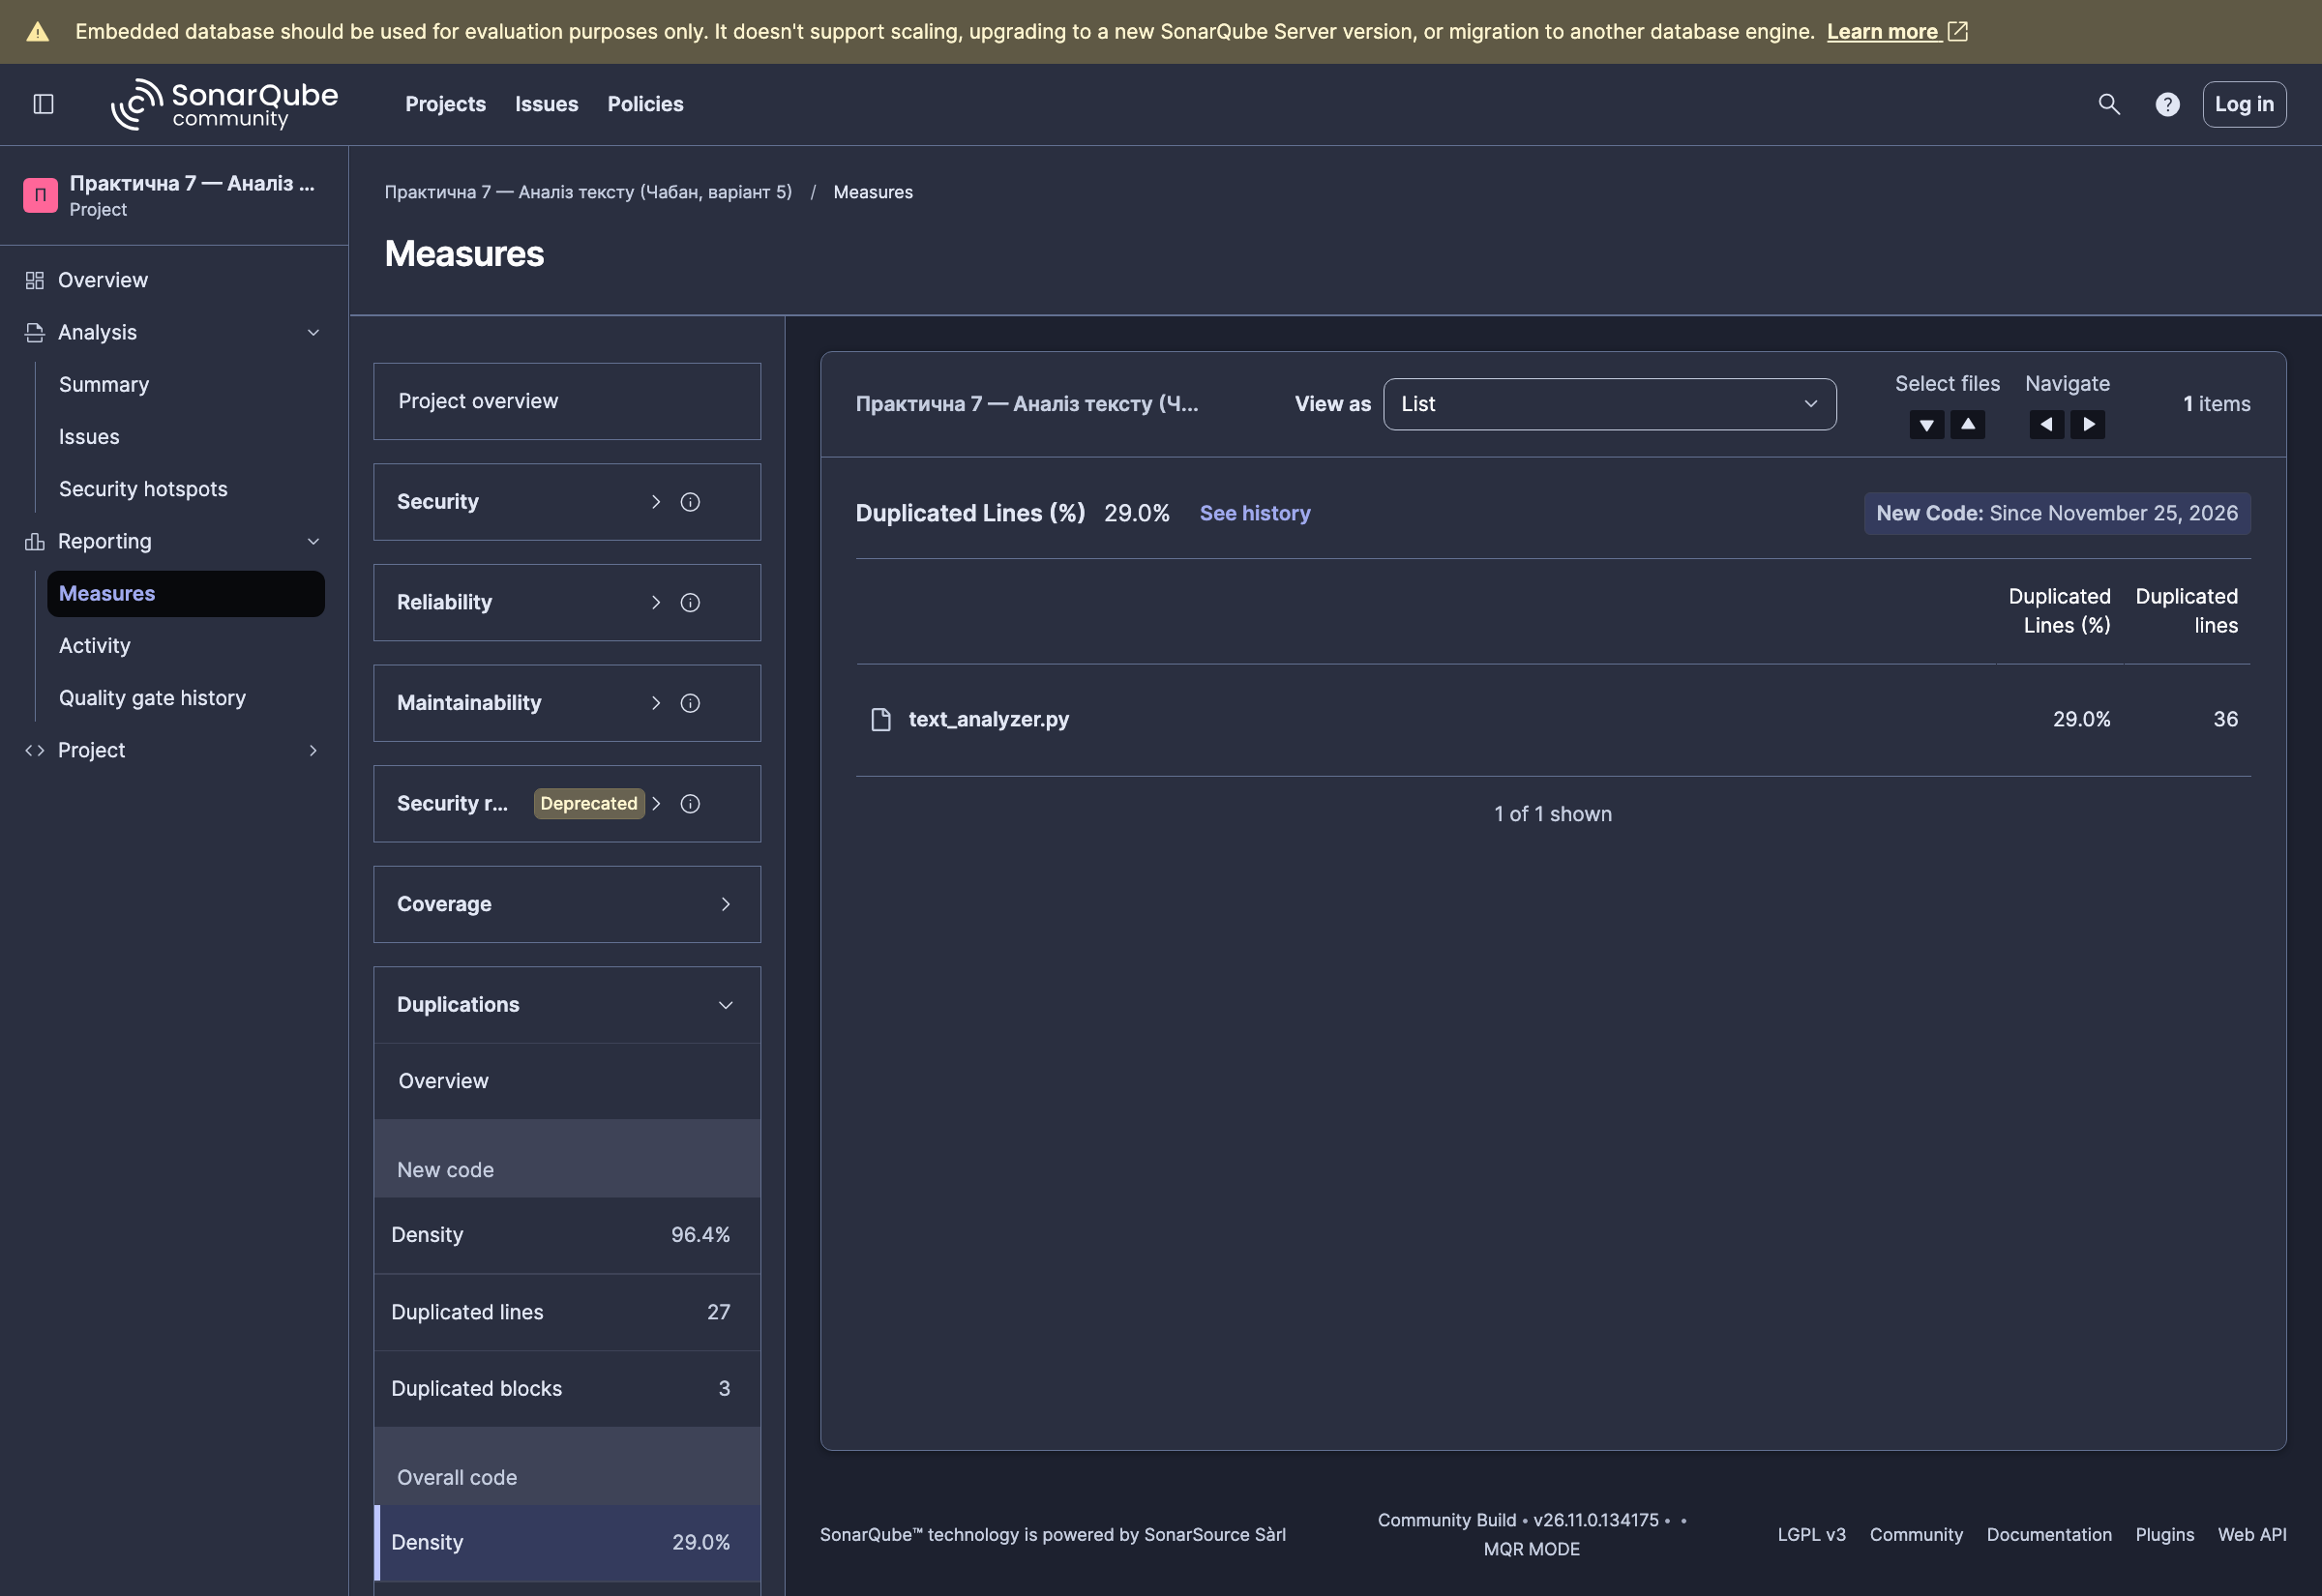 Embedded database should be used for evaluation purposes only. It doesn't support scaling, upgrading to a new SonarQube Server version, or migration to another database engine. Learn more
SonarQube community
Projects Issues Policies
Log in
П
Практична 7 — Аналіз ...
Project
Overview
Analysis
Summary
Issues
Security hotspots
Reporting
Measures
Activity
Quality gate history
Project
Практична 7 — Аналіз тексту (Чабан, варіант 5) / Measures
Measures
Project overview
Security
Reliability
Maintainability
Security r... Deprecated
Coverage
Duplications
Overview
New code
Density 96.4%
Duplicated lines 27
Duplicated blocks 3
Overall code
Density 29.0%
Практична 7 — Аналіз тексту (Ч...
View as List
Select files Navigate
1 items
Duplicated Lines (%) 29.0% See history
New Code: Since November 25, 2026
Duplicated Lines (%)
Duplicated lines
text_analyzer.py 29.0% 36
1 of 1 shown
SonarQube™ technology is powered by SonarSource Sàrl
Community Build • v26.11.0.134175 • •
MQR MODE
LGPL v3 Community Documentation Plugins Web API